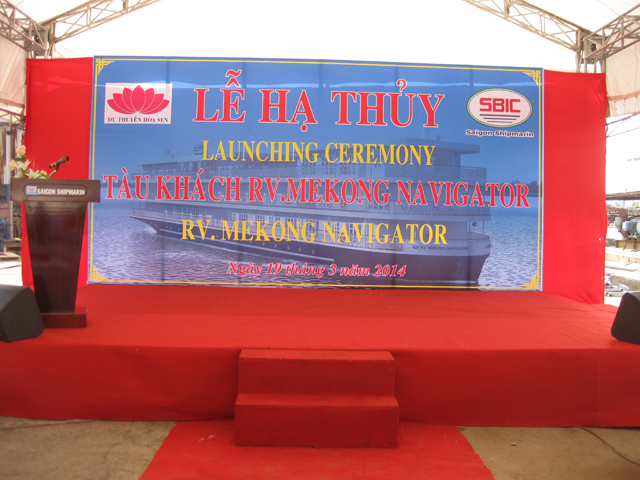 LỄ HẠ THỦY
DU THUYỀN HOA SEN
SBIC
Saigon Shipmarin
LAUNCHING CEREMONY
TÀU KHÁCH RV.MEKONG NAVIGATOR
RV. MEKONG NAVIGATOR
Ngày 19 tháng 3 năm 2014
SAIGON SHIPMARIN